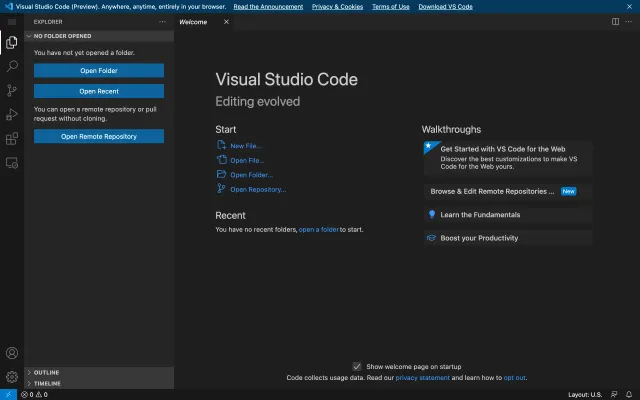 Visual Studio Code (Preview). Anywhere, anytime, entirely in your browser. Read the Announcement Privacy & Cookies Terms of Use Download VS Code
EXPLORER
Welcome
NO FOLDER OPENED
You have not yet opened a folder.
Open Folder
Open Recent
You can open a remote repository or pull
request without cloning.
Open Remote Repository
Visual Studio Code
Editing evolved
Start
New File...
Open File...
Open Folder...
Open Repository...
Recent
You have no recent folders, open a folder to start.
Walkthroughs
Get Started with VS Code for the Web
Discover the best customizations to make VS
Code for the Web yours.
Browse & Edit Remote Repositories ... New
Learn the Fundamentals
Boost your Productivity
Show welcome page on startup
Code collects usage data. Read our privacy statement and learn how to opt out.
OUTLINE
TIMELINE
0 0
Layout: U.S.